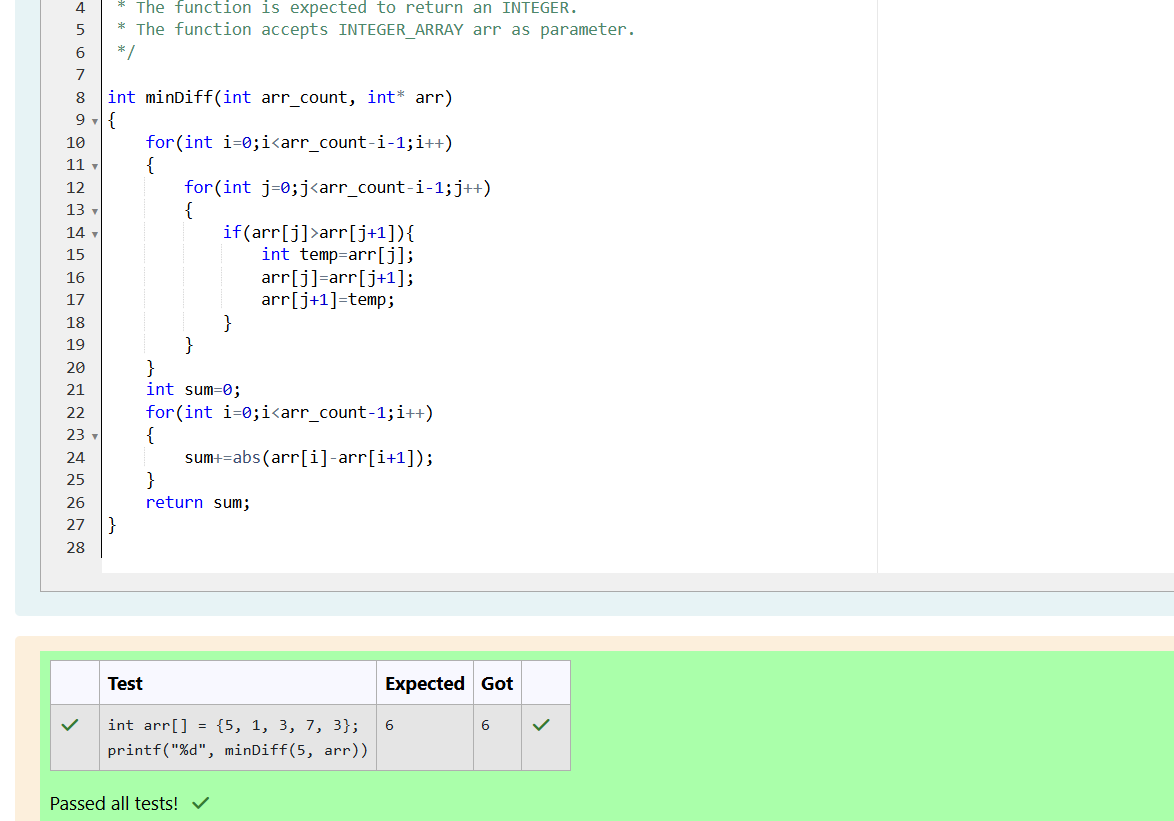 4 * The function is expected to return an INTEGER.
5 * The function accepts INTEGER_ARRAY arr as parameter.
6 */
7
8 int minDiff(int arr_count, int* arr)
9 {
10 for(int i=0;i<arr_count-i-1;i++)
11 {
12 for(int j=0;j<arr_count-i-1;j++)
13 {
14 if(arr[j]>arr[j+1]){
15 int temp=arr[j];
16 arr[j]=arr[j+1];
17 arr[j+1]=temp;
18 }
19 }
20 }
21 int sum=0;
22 for(int i=0;i<arr_count-1;i++)
23 {
24 sum+=abs(arr[i]-arr[i+1]);
25 }
26 return sum;
27 }
28
Test Expected Got
int arr[] = {5, 1, 3, 7, 3}; 6 6
printf("%d", minDiff(5, arr))
Passed all tests!